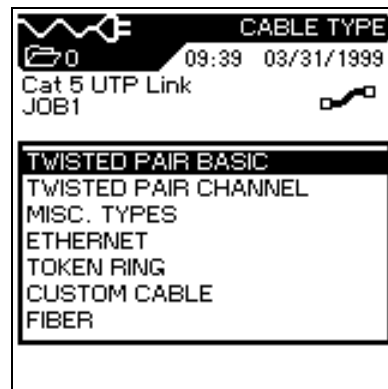 CABLE TYPE
0 09:39 03/31/1999
Cat 5 UTP Link
JOB1
TWISTED PAIR BASIC
TWISTED PAIR CHANNEL
MISC. TYPES
ETHERNET
TOKEN RING
CUSTOM CABLE
FIBER